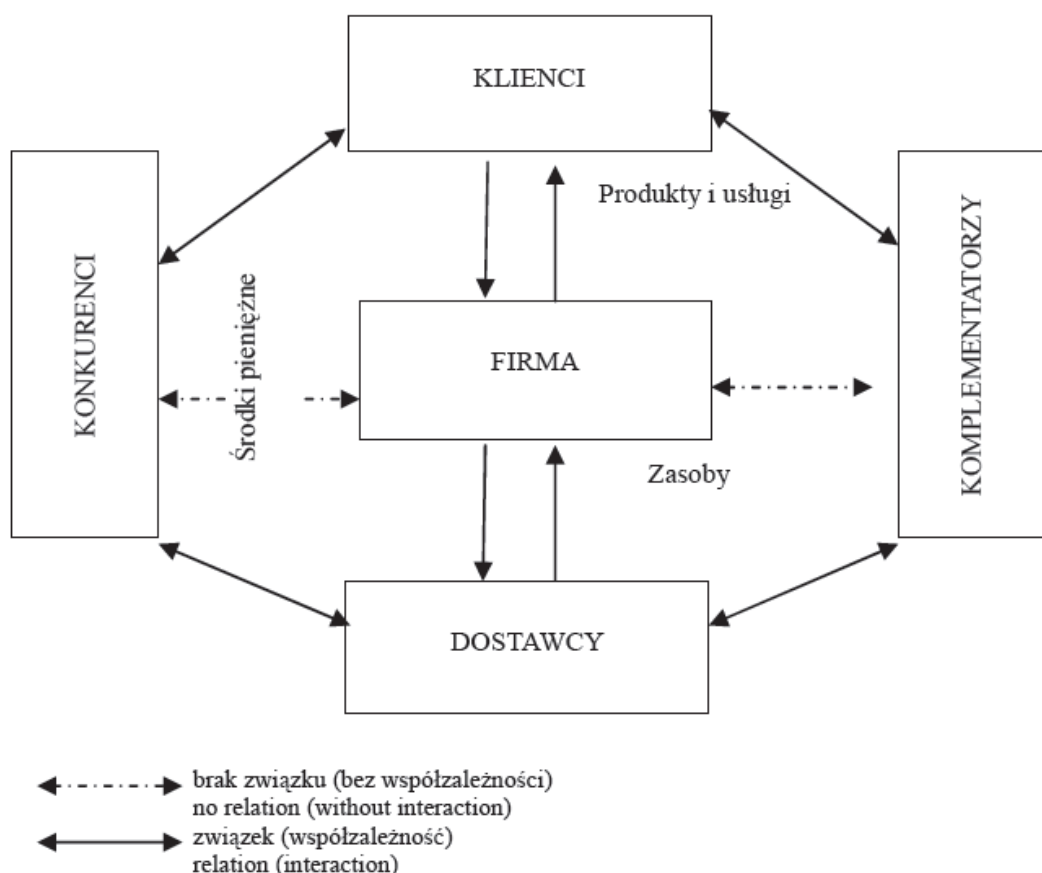 KLIENCI
Produkty i usługi
KONKURENCI
Środki pieniężne
FIRMA
KOMPLEMENTATORZY
Zasoby
DOSTAWCY
brak związku (bez współzależności)
no relation (without interaction)
związek (współzależność)
relation (interaction)